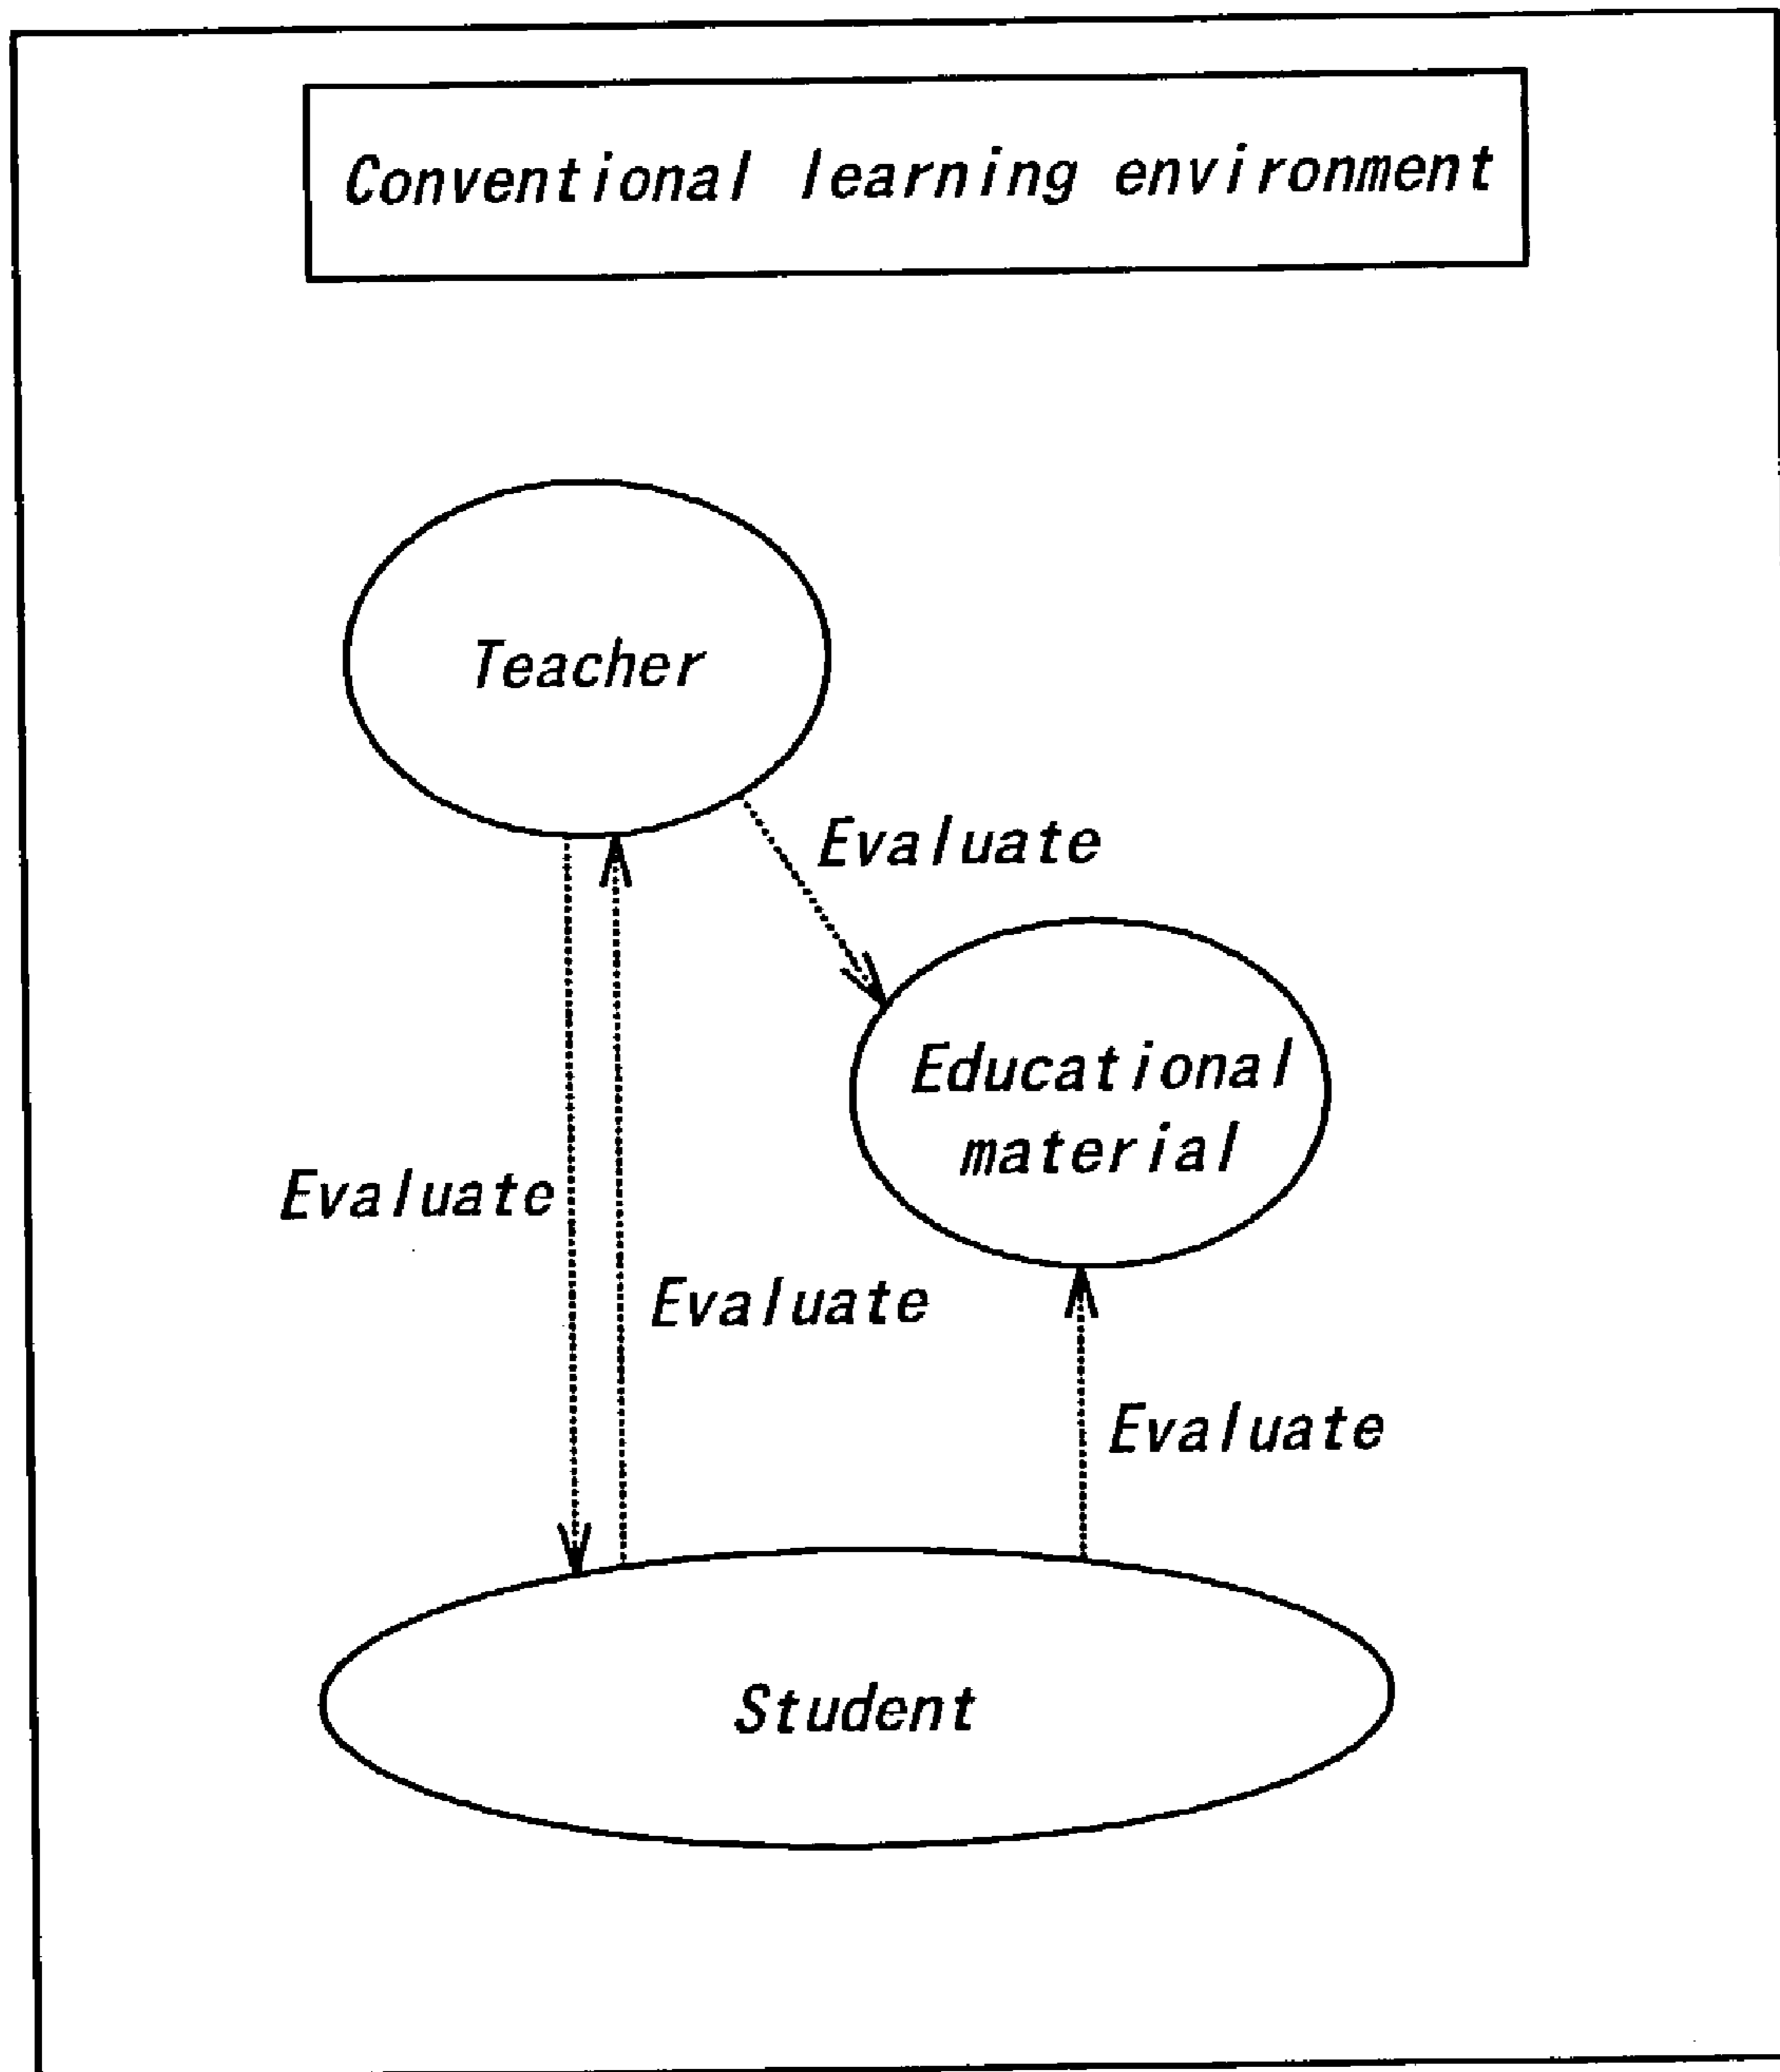 Conventional learning environment
Teacher
Evaluate
Educational
material
Evaluate
Evaluate
Evaluate
Student